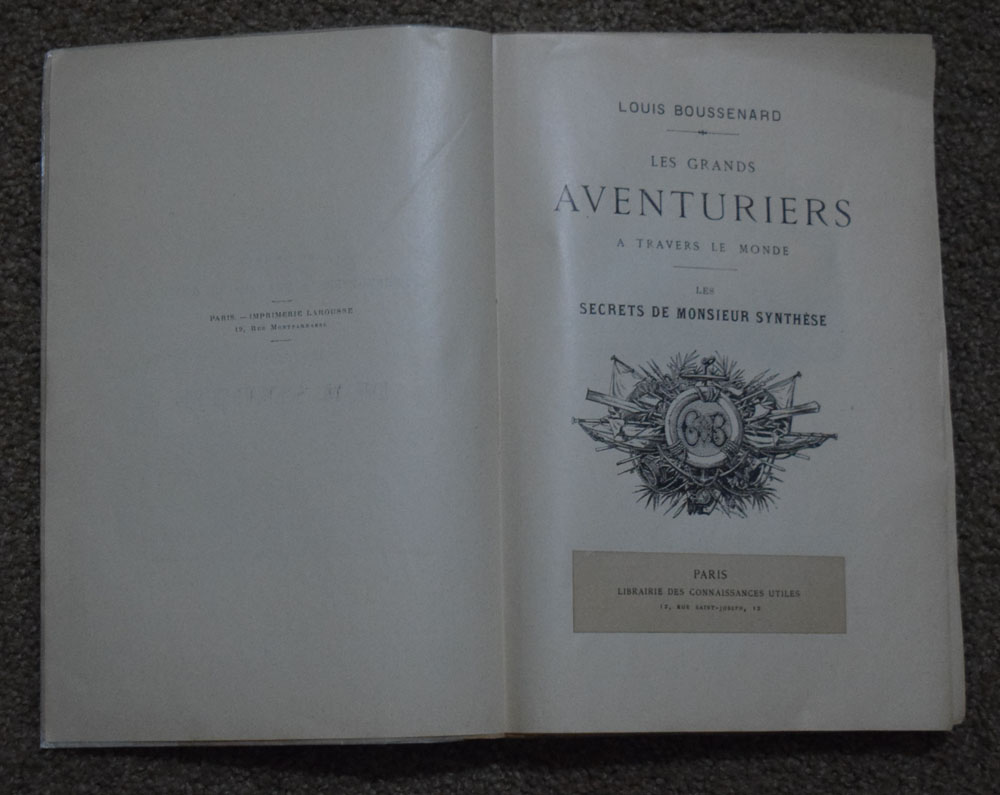 PARIS. — IMPRIMERIE LAROUSSE
17, RUE MONTPARNASSE
LOUIS BOUSSENARD
LES GRANDS
AVENTURIERS
A TRAVERS LE MONDE
LES
SECRETS DE MONSIEUR SYNTHÈSE
PARIS
LIBRAIRIE DES CONNAISSANCES UTILES
12, RUE SAINT-JOSEPH, 12